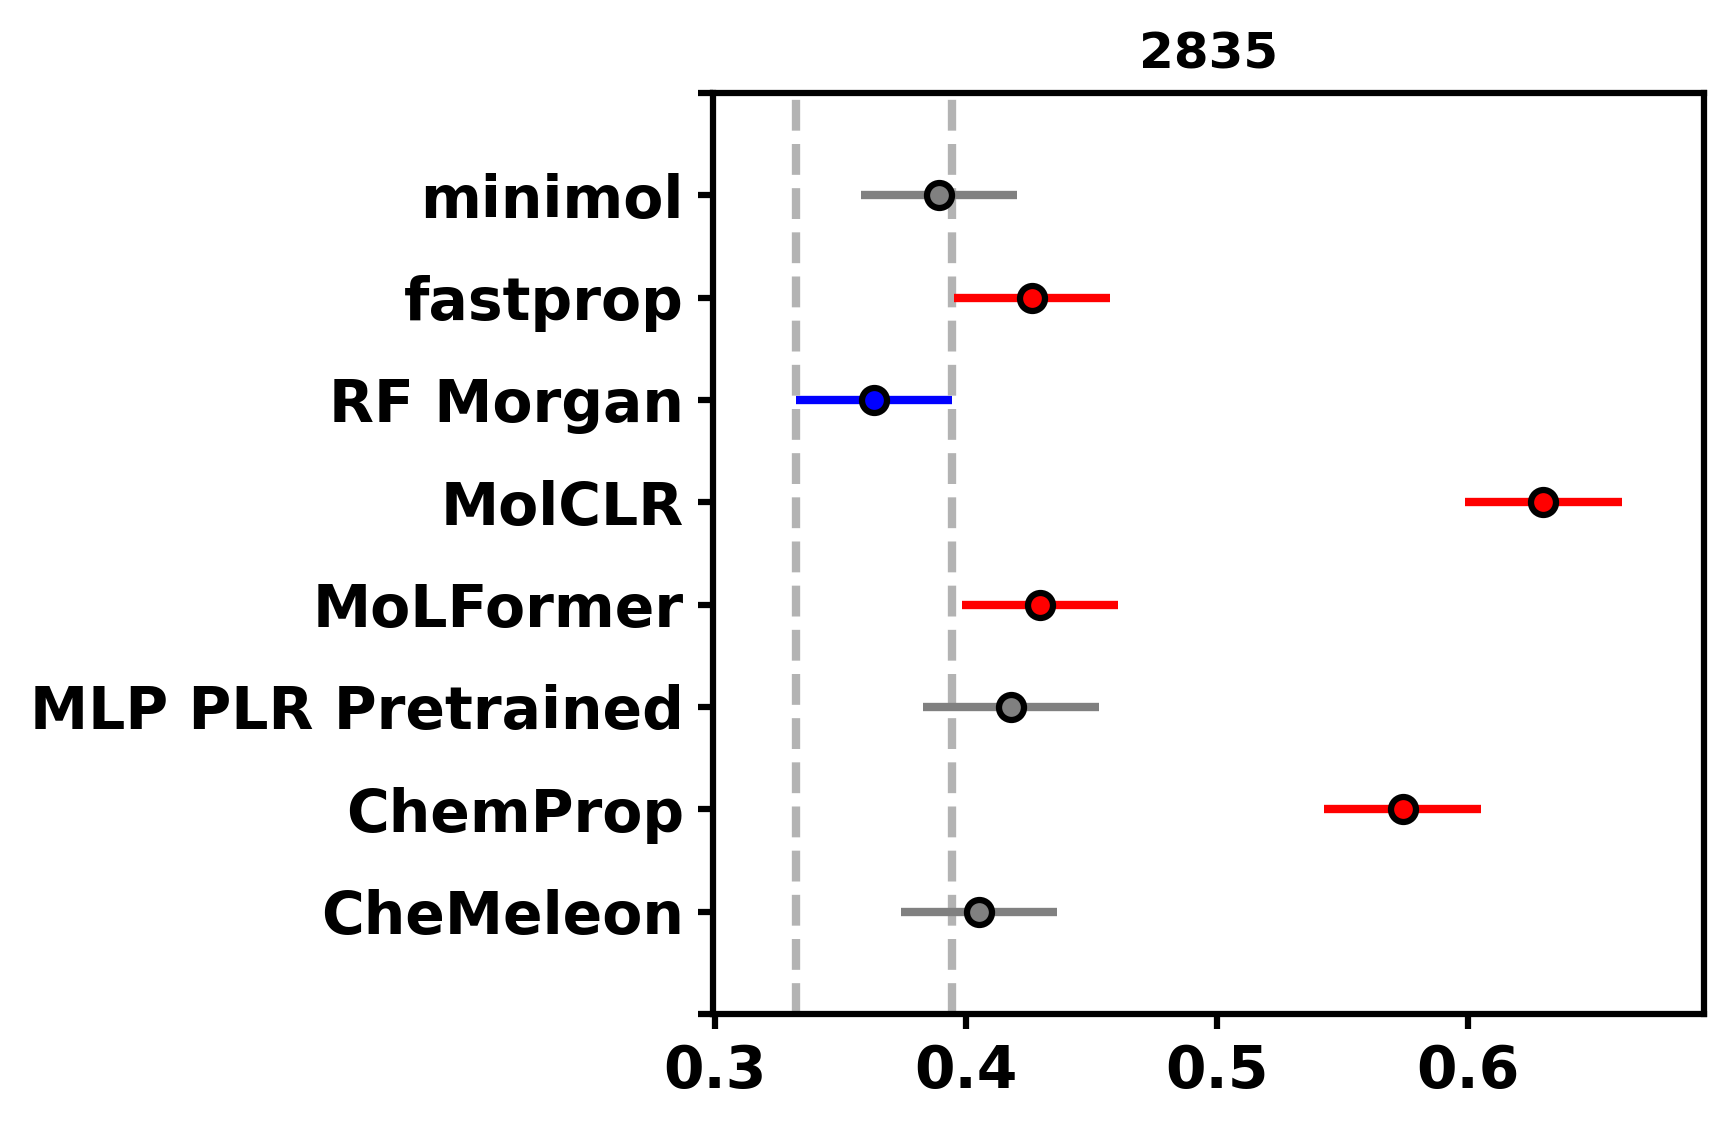 2835
minimol
fastprop
RF Morgan
MolCLR
MoLFormer
MLP PLR Pretrained
ChemProp
CheMeleon
0.3 0.4 0.5 0.6